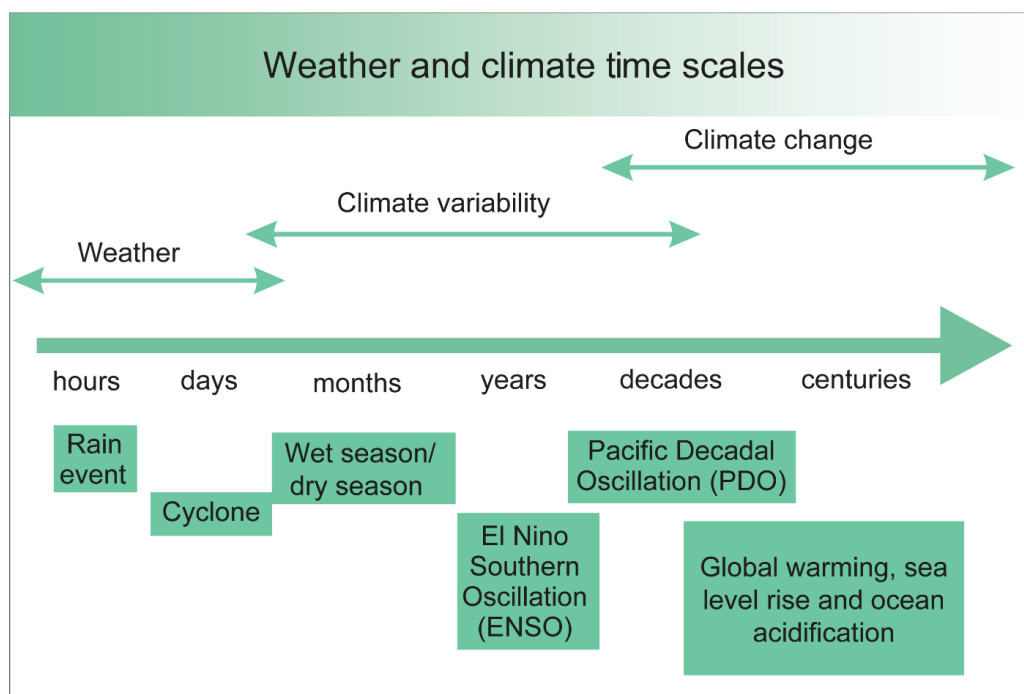 Weather and climate time scales
Climate change
Climate variability
Weather
hours days months years decades centuries
Rain
event
Cyclone
Wet season/
dry season
El Nino
Southern
Oscillation
(ENSO)
Pacific Decadal
Oscillation (PDO)
Global warming, sea
level rise and ocean
acidification